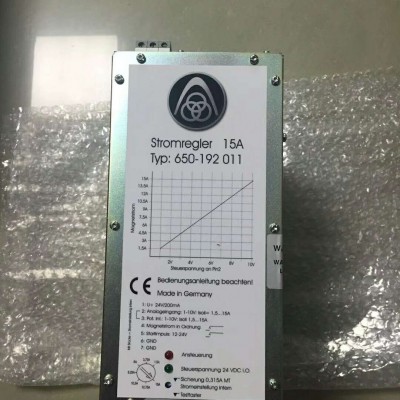 Stromregler 15A
Typ: 650-192 011
15A
13,5A
12A
10,5A
9A
7,5A
6A
4,5A
3A
1,5A
Magnetstrom
2V 4V 6V 8V 10V
Steuerspannung an Pin2
CE Bedienungsanleitung beachten!
Made in Germany
1: U= 24V/200mA
2: Analogeingang: 1-10V: Isoll= 1,5...15A
3: Pot. Int.: 1-10V: Isoll 1,5...15A
4: Magnetstrom in Ordnung
5: Startimpuls: 12-24V
6: GND
7: GND
Ansteuerung
Steuerspannung 24 VDC I.O.
Sicherung 0,315A MT
Stromeinstellung intern
Testtaster